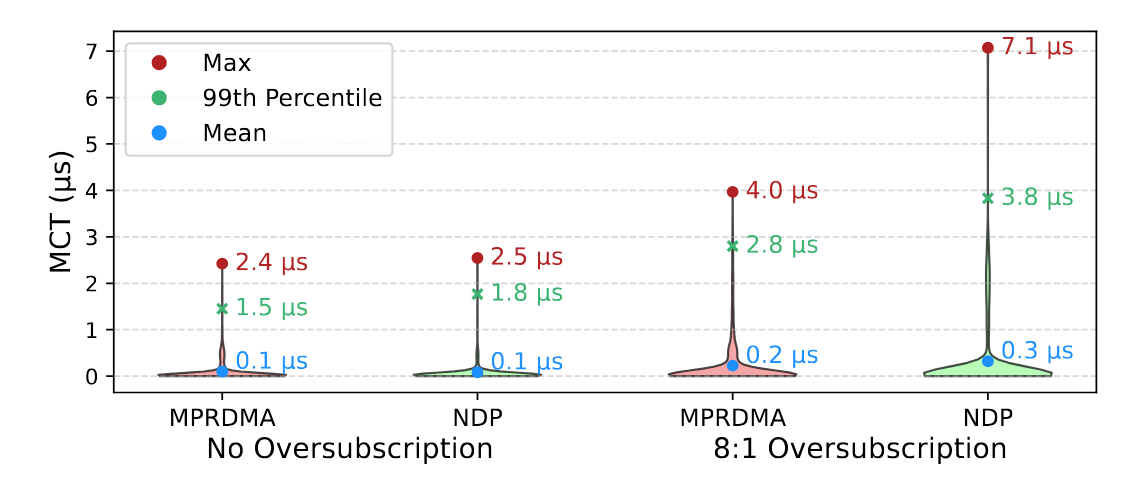 MCT (µs)
7
6
5
4
3
2
1
0
Max
99th Percentile
Mean
2.4 µs
1.5 µs
0.1 µs
2.5 µs
1.8 µs
0.1 µs
4.0 µs
2.8 µs
0.2 µs
7.1 µs
3.8 µs
0.3 µs
MPRDMA
NDP
MPRDMA
NDP
No Oversubscription
8:1 Oversubscription